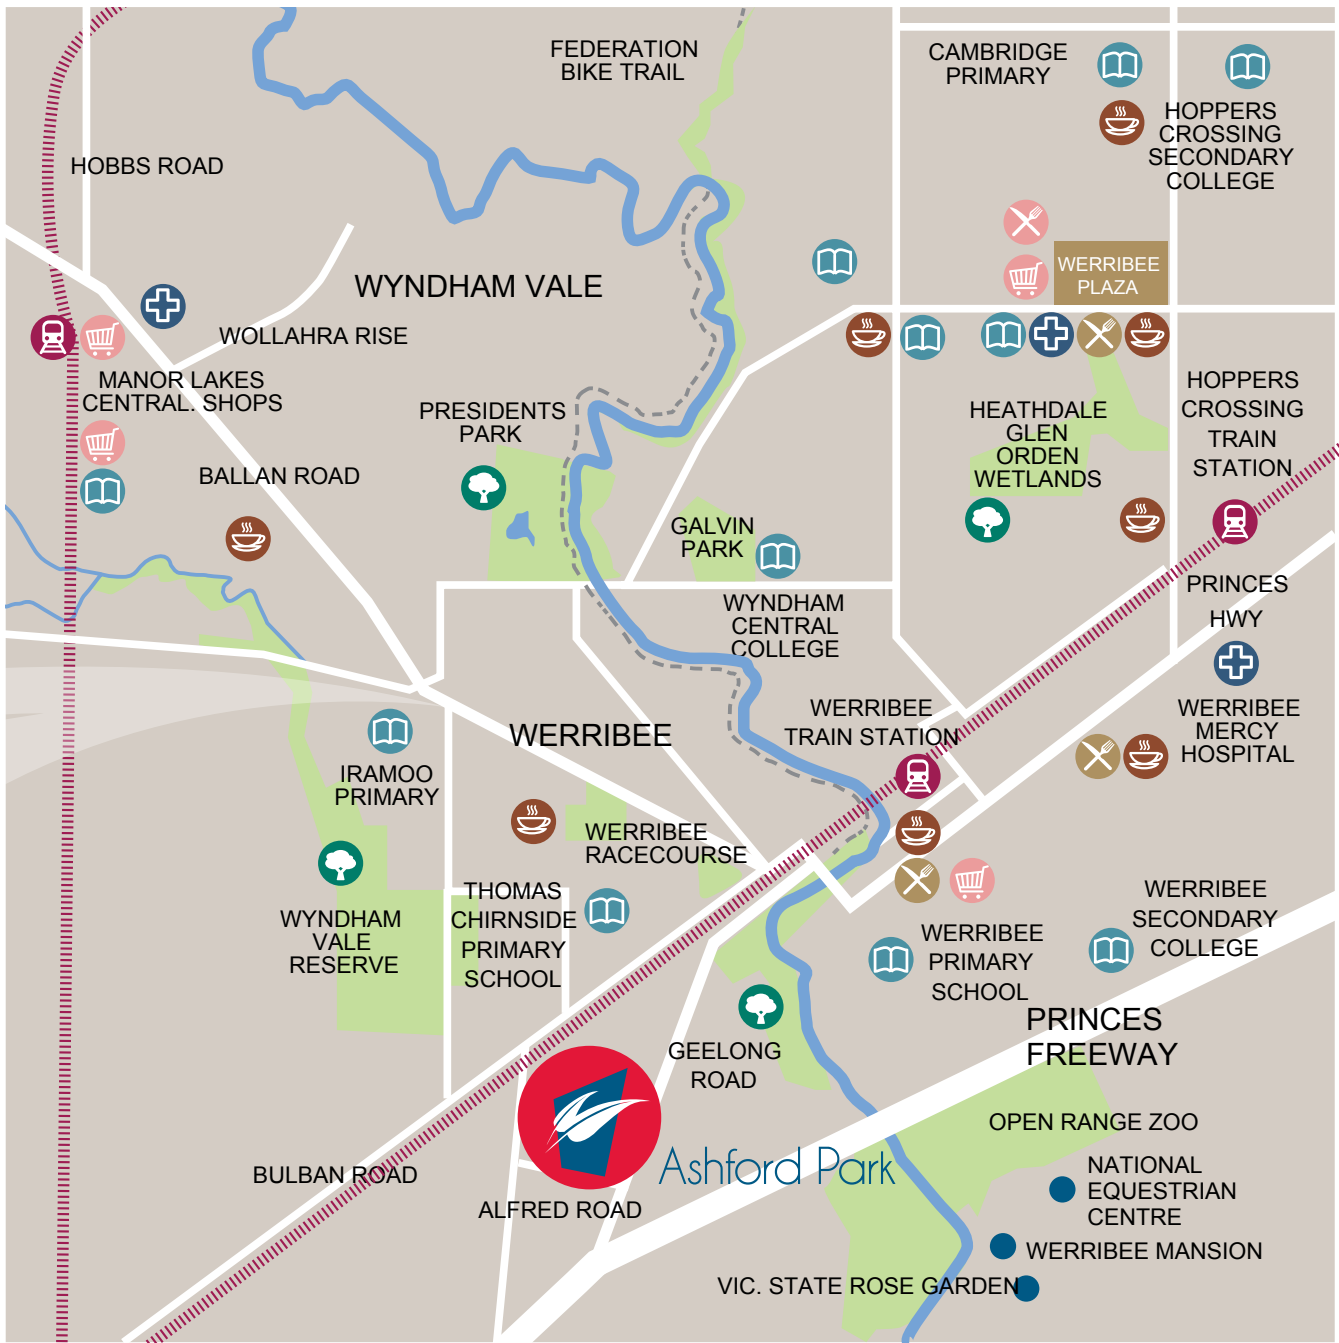 FEDERATION
BIKE TRAIL
CAMBRIDGE
PRIMARY
HOPPERS
CROSSING
SECONDARY
COLLEGE
HOBBS ROAD
WERRIBEE
PLAZA
WYNDHAM VALE
WOLLAHRA RISE
MANOR LAKES
CENTRAL. SHOPS
PRESIDENTS
PARK
HEATHDALE
GLEN
ORDEN
WETLANDS
HOPPERS
CROSSING
TRAIN
STATION
BALLAN ROAD
GALVIN
PARK
PRINCES
HWY
WYNDHAM
CENTRAL
COLLEGE
WERRIBEE
TRAIN STATION
WERRIBEE
MERCY
HOSPITAL
WERRIBEE
IRAMOO
PRIMARY
WERRIBEE
RACECOURSE
THOMAS
CHIRNSIDE
PRIMARY
SCHOOL
WYNDHAM
VALE
RESERVE
WERRIBEE
PRIMARY
SCHOOL
WERRIBEE
SECONDARY
COLLEGE
PRINCES
FREEWAY
GEELONG
ROAD
OPEN RANGE ZOO
Ashford Park
BULBAN ROAD
ALFRED ROAD
NATIONAL
EQUESTRIAN
CENTRE
WERRIBEE MANSION
VIC. STATE ROSE GARDEN